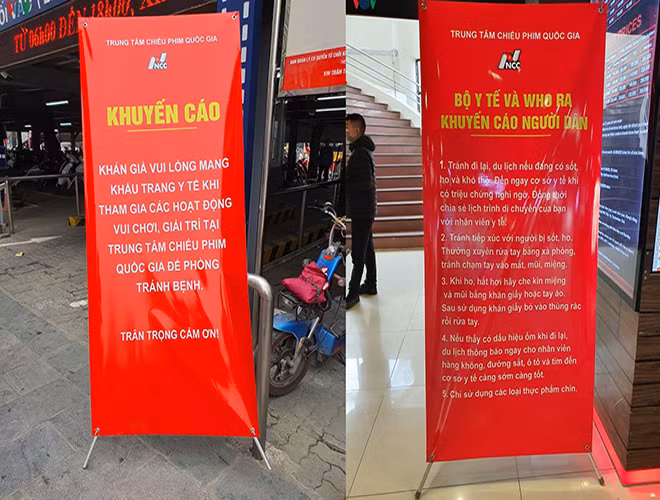 TỪ 06h00 ĐẾN 18h00,
TRUNG TÂM CHIẾU PHIM QUỐC GIA
NCC
KHUYẾN CÁO
KHÁN GIẢ VUI LÒNG MANG
KHẨU TRANG Y TẾ KHI
THAM GIA CÁC HOẠT ĐỘNG
VUI CHƠI, GIẢI TRÍ TẠI
TRUNG TÂM CHIẾU PHIM
QUỐC GIA ĐỂ PHÒNG
TRÁNH BỆNH.
TRÂN TRỌNG CẢM ƠN!
TRUNG TÂM CHIẾU PHIM QUỐC GIA
NCC
BỘ Y TẾ VÀ WHO RA
KHUYẾN CÁO NGƯỜI DÂN
1. Tránh đi lại, du lịch nếu đang có sốt,
ho và khó thở. Đến ngay cơ sở y tế khi
có triệu chứng nghi ngờ. Đồng thời
chia sẻ lịch trình di chuyển của bạn
với nhân viên y tế.
2. Tránh tiếp xúc với người bị sốt, ho.
Thường xuyên rửa tay bằng xà phòng,
tránh chạm tay vào mắt, mũi, miệng.
3. Khi ho, hắt hơi hãy che kín miệng
và mũi bằng khăn giấy hoặc tay áo.
Sau sử dụng khăn giấy bỏ vào thùng rác
rồi rửa tay.
4. Nếu thấy có dấu hiệu ốm khi đi lại,
du lịch thông báo ngay cho nhân viên
hàng không, đường sắt, ô tô và tìm đến
cơ sở y tế càng sớm càng tốt.
5. Chỉ sử dụng các loại thực phẩm chín.
PRICES